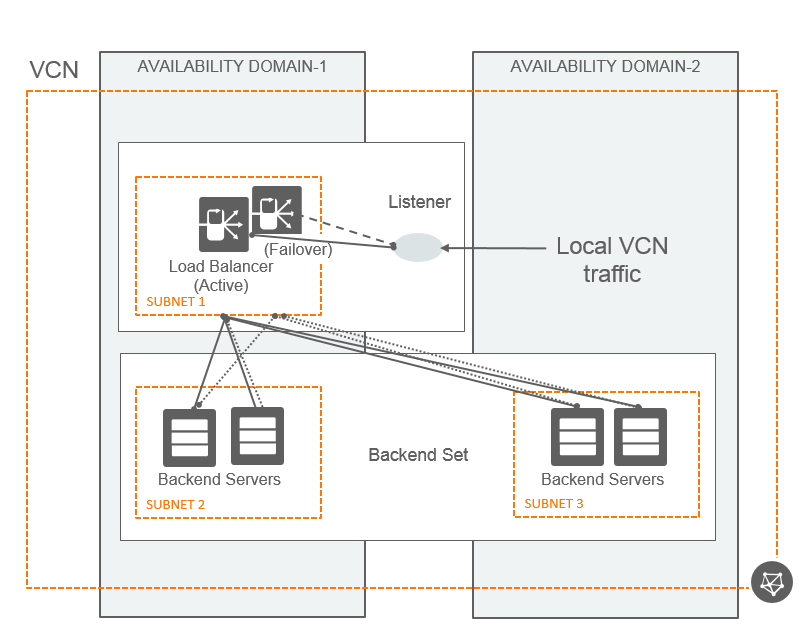 VCN
AVAILABILITY DOMAIN-1
AVAILABILITY DOMAIN-2
Listener
(Failover)
Load Balancer
(Active)
SUBNET 1
Local VCN
traffic
Backend Set
Backend Servers
SUBNET 2
Backend Servers
SUBNET 3